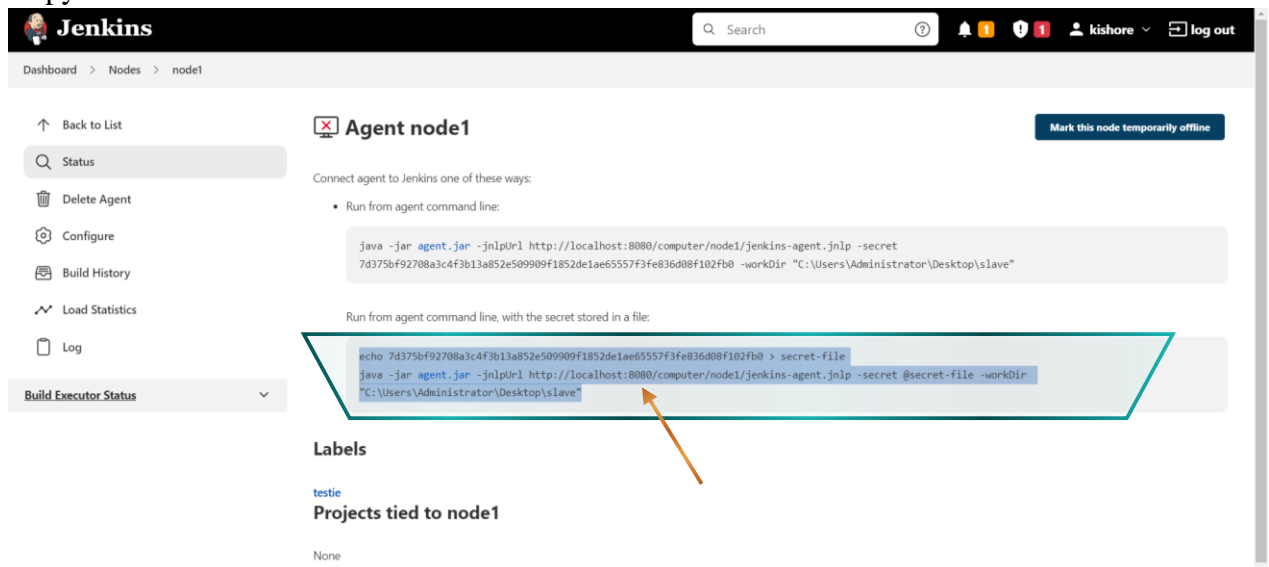 Jenkins
Search
1
1
kishore
log out
Dashboard > Nodes > node1
Back to List
Status
Delete Agent
Configure
Build History
Load Statistics
Log
Build Executor Status
Agent node1
Mark this node temporarily offline
Connect agent to Jenkins one of these ways:
• Run from agent command line:
java -jar agent.jar -jnlpUrl http://localhost:8080/computer/node1/jenkins-agent.jnlp -secret
7d375bf92708a3c4f3b13a852e509909f1852de1ae65557f3fe836d08f102fb0 -workDir "C:\Users\Administrator\Desktop\slave"
Run from agent command line, with the secret stored in a file:
echo 7d375bf92708a3c4f3b13a852e509909f1852de1ae65557f3fe836d08f102fb0 > secret-file
java -jar agent.jar -jnlpUrl http://localhost:8080/computer/node1/jenkins-agent.jnlp -secret @secret-file -workDir
"C:\Users\Administrator\Desktop\slave"
Labels
testie
Projects tied to node1
None